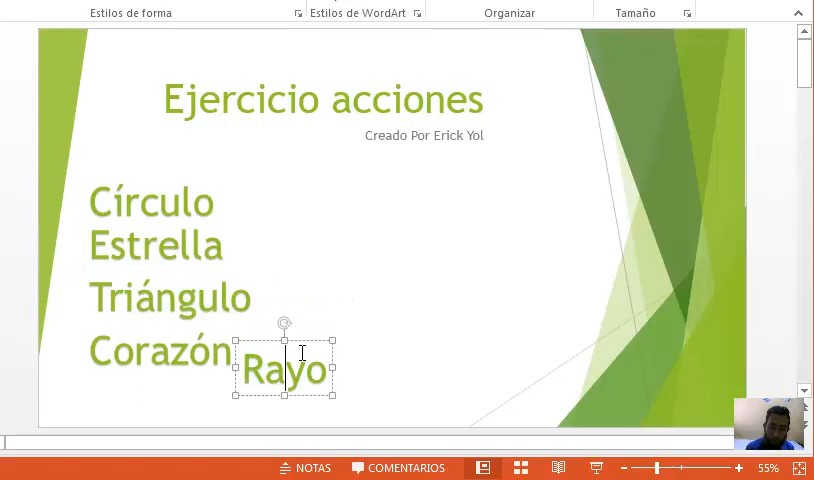 Estilos de forma
Estilos de WordArt
Organizar
Tamaño
Ejercicio acciones
Creado Por Erick Yol
Círculo
Estrella
Triángulo
Corazón
Rayo
NOTAS
COMENTARIOS
55%